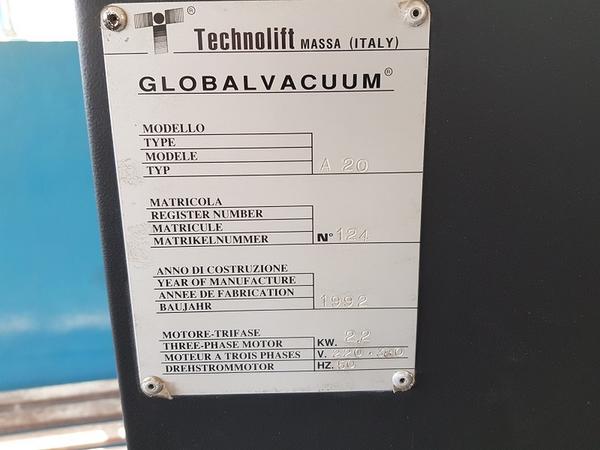 ® Technolift MASSA (ITALY)
GLOBALVACUUM®
MODELLO
TYPE
MODELE
TYP A 20
MATRICOLA
REGISTER NUMBER
MATRICULE
MATRIKELNUMMER N° 124
ANNO DI COSTRUZIONE
YEAR OF MANUFACTURE
ANNEE DE FABRICATION
BAUJAHR 1992
MOTORE-TRIFASE
THREE-PHASE MOTOR KW. 2,2
MOTEUR A TROIS PHASES V. 220-380
DREHSTROMMOTOR HZ. 50